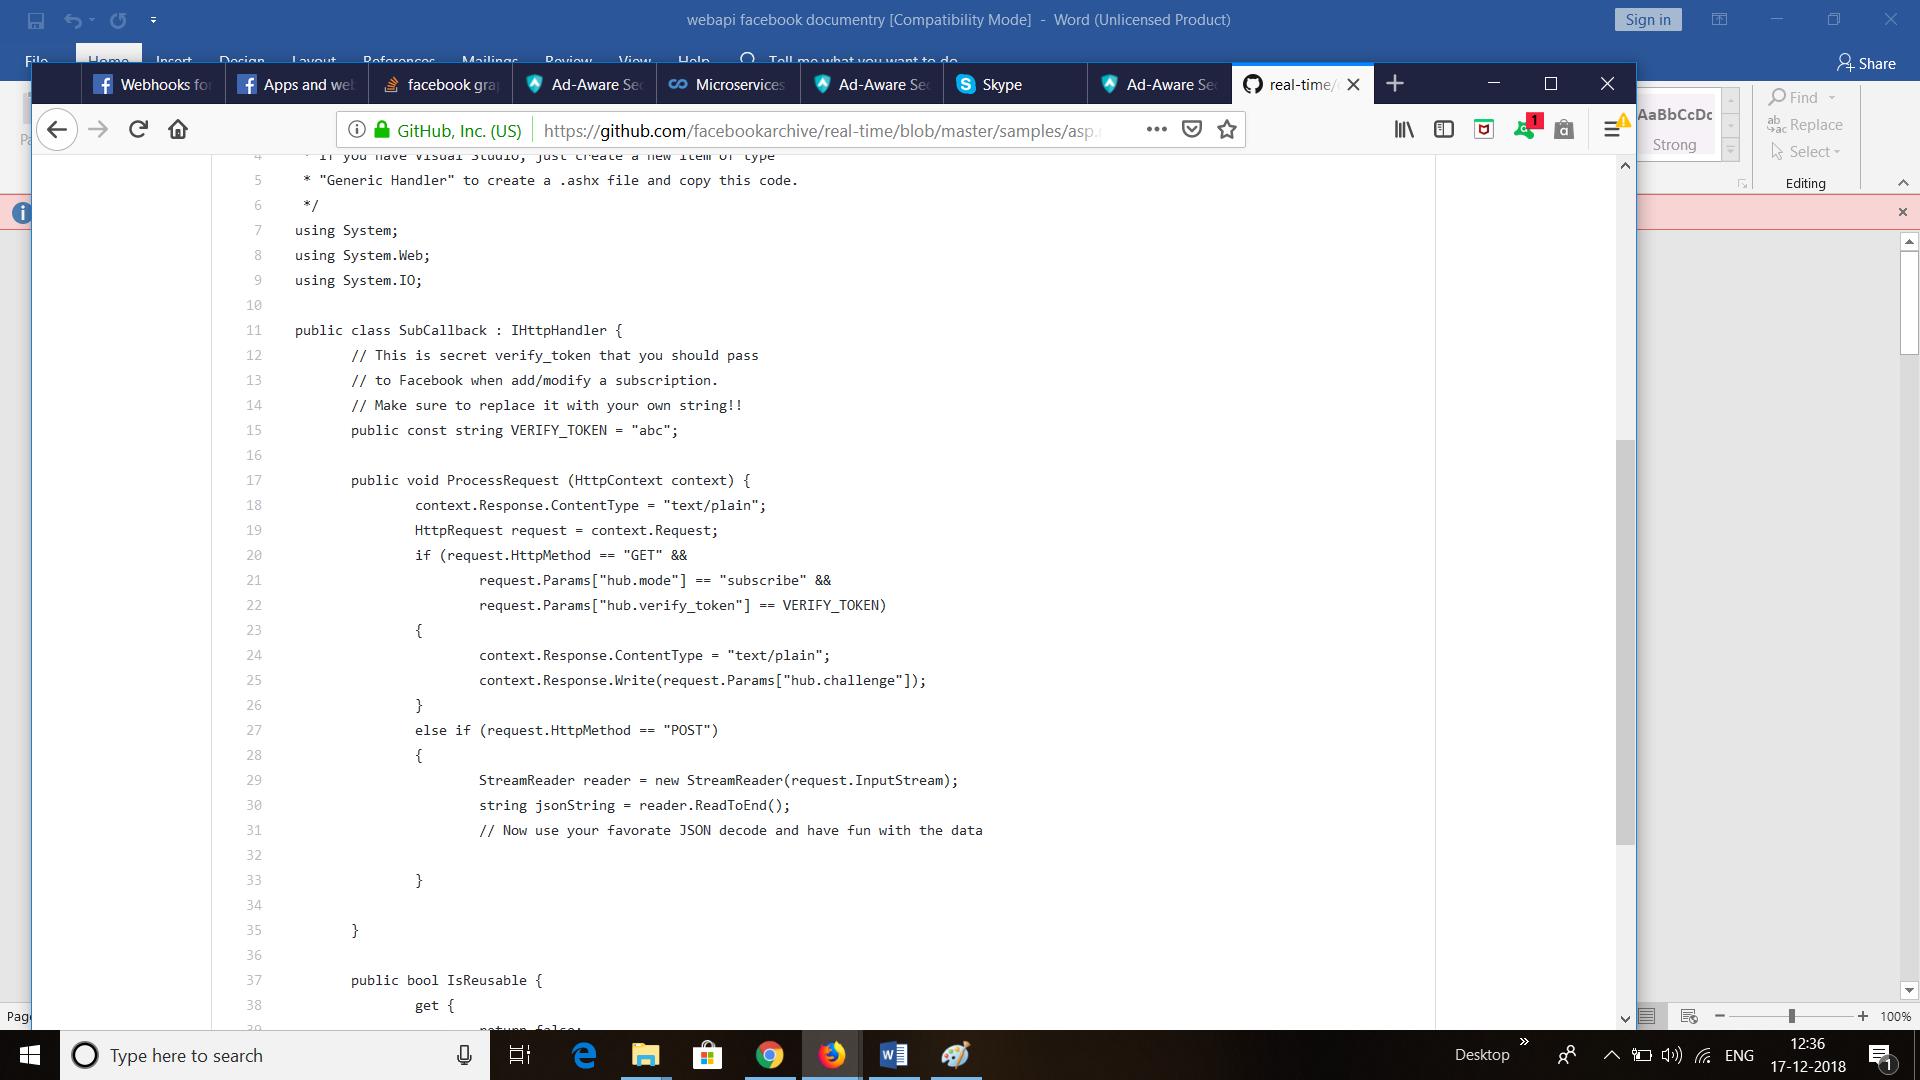 webapi facebook documentry [Compatibility Mode] - Word (Unlicensed Product)
Sign in
File Home Insert Design Layout References Mailings Review View Help Tell me what you want to do
Share
Webhooks for Apps and web facebook gra Ad-Aware Sec Microservices Ad-Aware Sec Skype Ad-Aware Sec real-time/
GitHub, Inc. (US) https://github.com/facebookarchive/real-time/blob/master/samples/asp. 1
AaBbCcDc
Strong
Find
Replace
Select
Editing
4 * If you have Visual Studio, just create a new item of type
5 * "Generic Handler" to create a .ashx file and copy this code.
6 */
7 using System;
8 using System.Web;
9 using System.IO;
10
11 public class SubCallback : IHttpHandler {
12 // This is secret verify_token that you should pass
13 // to Facebook when add/modify a subscription.
14 // Make sure to replace it with your own string!!
15 public const string VERIFY_TOKEN = "abc";
16
17 public void ProcessRequest (HttpContext context) {
18 context.Response.ContentType = "text/plain";
19 HttpRequest request = context.Request;
20 if (request.HttpMethod == "GET" &&
21 request.Params["hub.mode"] == "subscribe" &&
22 request.Params["hub.verify_token"] == VERIFY_TOKEN)
23 {
24 context.Response.ContentType = "text/plain";
25 context.Response.Write(request.Params["hub.challenge"]);
26 }
27 else if (request.HttpMethod == "POST")
28 {
29 StreamReader reader = new StreamReader(request.InputStream);
30 string jsonString = reader.ReadToEnd();
31 // Now use your favorate JSON decode and have fun with the data
32
33 }
34
35 }
36
37 public bool IsReusable {
38 get {
39 return false;
Page
100%
Type here to search
Desktop
ENG
12:36
17-12-2018
1